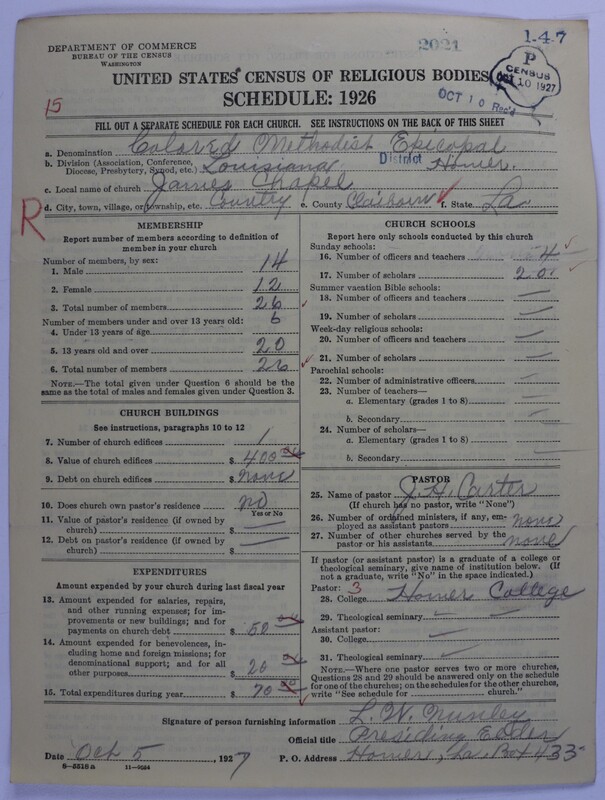 DEPARTMENT OF COMMERCE
BUREAU OF THE CENSUS
WASHINGTON
2021
1-4-7
P
CENSUS
OCT 10 1927
OCT 10 Rec'd
15
UNITED STATES CENSUS OF RELIGIOUS BODIES
SCHEDULE: 1926
FILL OUT A SEPARATE SCHEDULE FOR EACH CHURCH. SEE INSTRUCTIONS ON THE BACK OF THIS SHEET
a. Denomination Colored Methodist Episcopal
b. Division (Association, Conference, Diocese, Presbytery, Synod, etc.) Louisiana District Homer.
c. Local name of church James Chapel
R
d. City, town, village, or township, etc. Country e. County Claiborn f. State La
MEMBERSHIP
Report number of members according to definition of
member in your church
Number of members, by sex:
1. Male 14
2. Female 12
3. Total number of members 26
Number of members under and over 13 years old:
4. Under 13 years of age 6
5. 13 years old and over 20
6. Total number of members 26
NOTE.—The total given under Question 6 should be
same as the total of males and females given under Question 3.
CHURCH BUILDINGS
See instructions, paragraphs 10 to 12
7. Number of church edifices 1
8. Value of church edifices $ 400 00
9. Debt on church edifices $ none
10. Does church own pastor's residence? no
Yes or No
11. Value of pastor's residence (if owned by
church) $ —
12. Debt on pastor's residence (if owned by
church) $ —
EXPENDITURES
Amount expended by your church during last fiscal year
13. Amount expended for salaries, repairs,
and other running expenses; for im-
provements or new buildings; and for
payments on church debt $ 50 00
14. Amount expended for benevolences, in-
cluding home and foreign missions; for
denominational support; and for all
other purposes $ 20 00
15. Total expenditures during year $ 70 00
CHURCH SCHOOLS
Report here only schools conducted by this church
Sunday schools:
16. Number of officers and teachers 4
17. Number of scholars 20
Summer vacation Bible schools:
18. Number of officers and teachers —
19. Number of scholars —
Week-day religious schools:
20. Number of officers and teachers —
21. Number of scholars —
Parochial schools:
22. Number of administrative officers —
23. Number of teachers—
a. Elementary (grades 1 to 8) —
b. Secondary —
24. Number of scholars—
a. Elementary (grades 1 to 8) —
b. Secondary —
PASTOR
25. Name of pastor J. H. Carter
(If church has no pastor, write "None")
26. Number of ordained ministers, if any, em-
ployed as assistant pastors none
27. Number of other churches served by the
pastor or his assistants none
If pastor (or assistant pastor) is a graduate of a college or
theological seminary, give name of institution below. (If
not a graduate, write "No" in the space indicated.)
Pastor: 3
28. College Homer College
29. Theological seminary —
Assistant pastor:
30. College —
31. Theological seminary —
NOTE.—Where one pastor serves two or more churches,
Questions 28 and 29 should be answered only on the schedule
for one of the churches; on the schedules for the other churches,
write "See schedule for church."
Signature of person furnishing information L. W. Nunley
Official title Presiding Elder
Date Oct 5 1927 P. O. Address Homer, La, Box 433
8-5518 a 11-9064